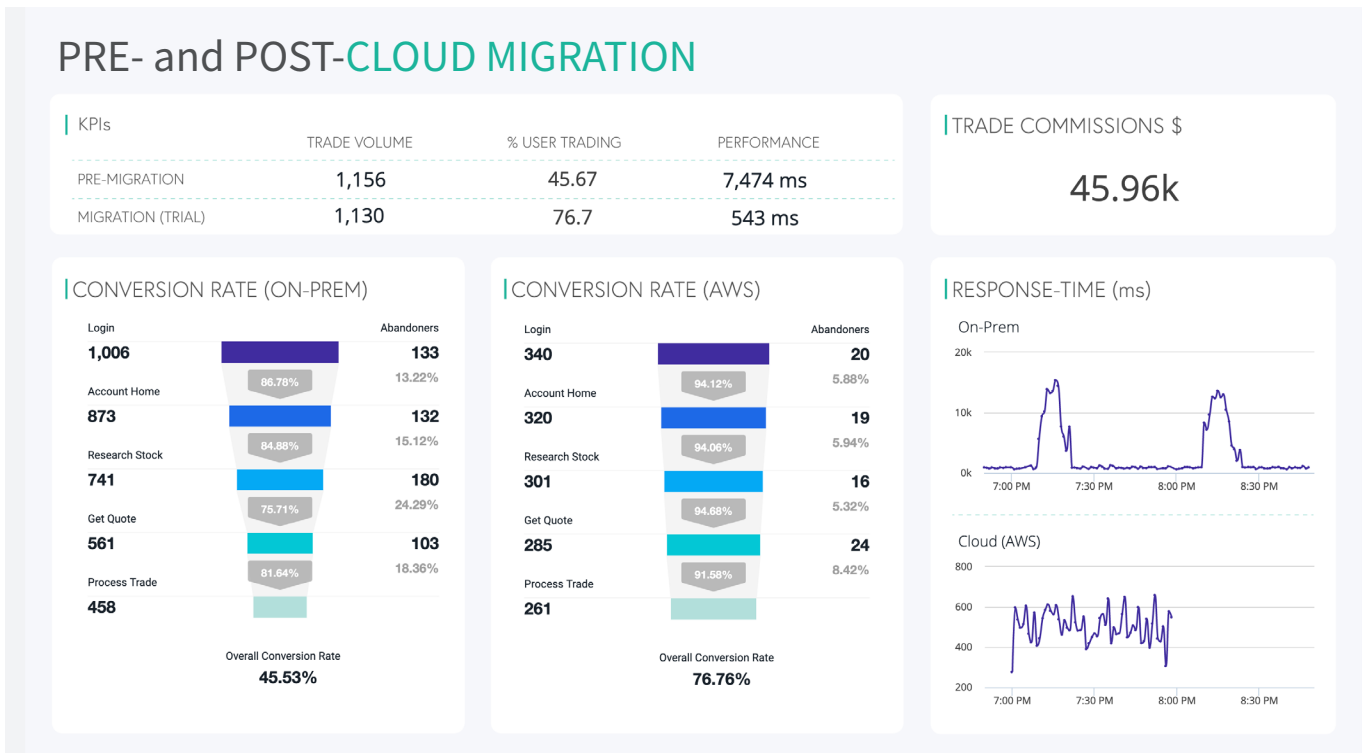 PRE- and POST-CLOUD MIGRATION
KPIs
TRADE VOLUME % USER TRADING PERFORMANCE
PRE-MIGRATION 1,156 45.67 7,474 ms
MIGRATION (TRIAL) 1,130 76.7 543 ms
TRADE COMMISSIONS $
45.96k
CONVERSION RATE (ON-PREM)
Login Abandoners
1,006 133
86.78% 13.22%
Account Home
873 132
84.88% 15.12%
Research Stock
741 180
75.71% 24.29%
Get Quote
561 103
81.64% 18.36%
Process Trade
458
Overall Conversion Rate
45.53%
CONVERSION RATE (AWS)
Login Abandoners
340 20
94.12% 5.88%
Account Home
320 19
94.06% 5.94%
Research Stock
301 16
94.68% 5.32%
Get Quote
285 24
91.58% 8.42%
Process Trade
261
Overall Conversion Rate
76.76%
RESPONSE-TIME (ms)
On-Prem
20k
10k
0k
7:00 PM 7:30 PM 8:00 PM 8:30 PM
Cloud (AWS)
800
600
400
200
7:00 PM 7:30 PM 8:00 PM 8:30 PM